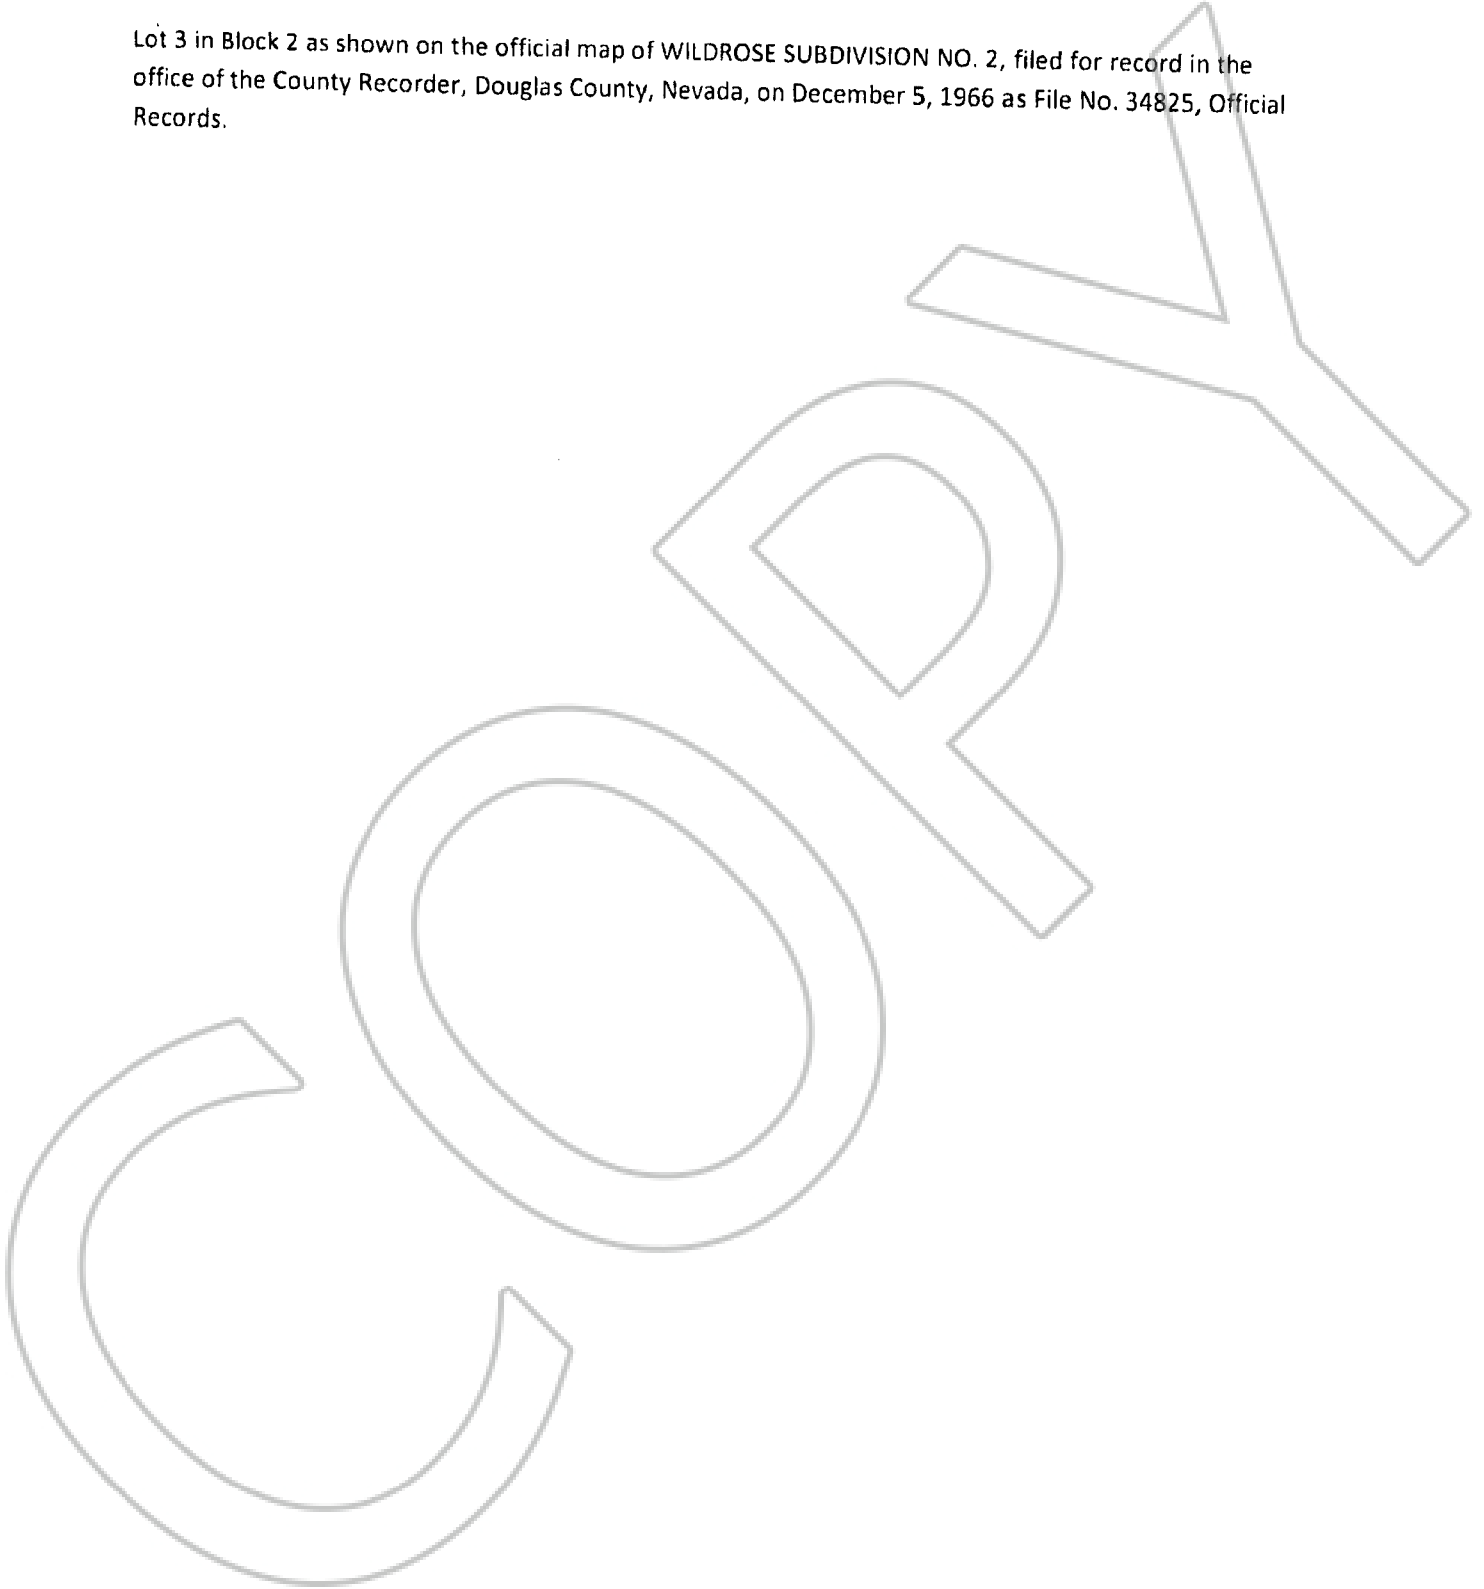 Lot 3 in Block 2 as shown on the official map of WILDROSE SUBDIVISION NO. 2, filed for record in the
office of the County Recorder, Douglas County, Nevada, on December 5, 1966 as File No. 34825, Official
Records.
COPY